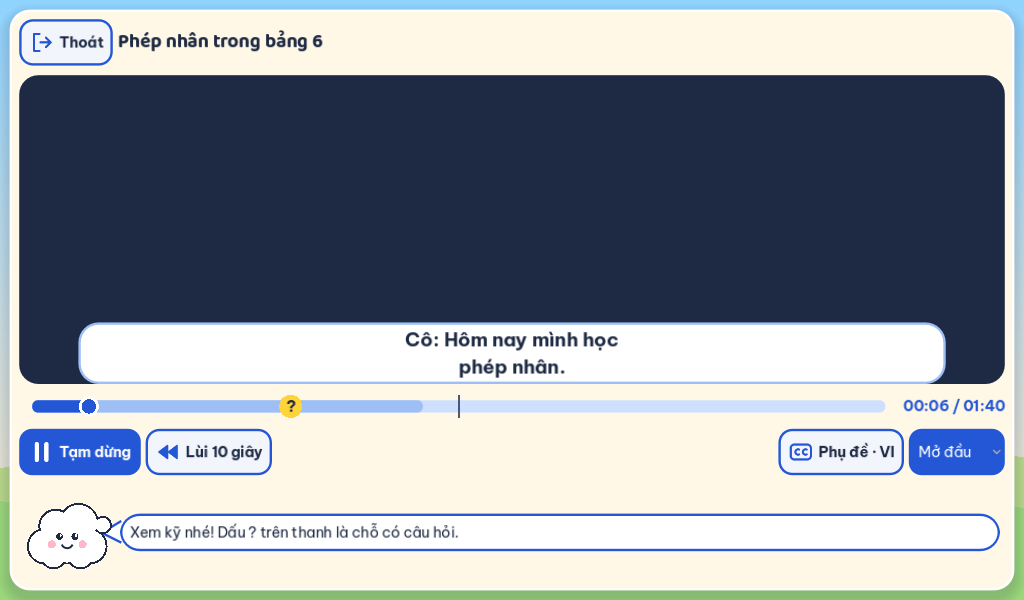 Thoát
Phép nhân trong bảng 6
Cô: Hôm nay mình học
phép nhân.
?
00:06 / 01:40
Tạm dừng
Lùi 10 giây
CC
Phụ đề · VI
Mở đầu
Xem kỹ nhé! Dấu ? trên thanh là chỗ có câu hỏi.